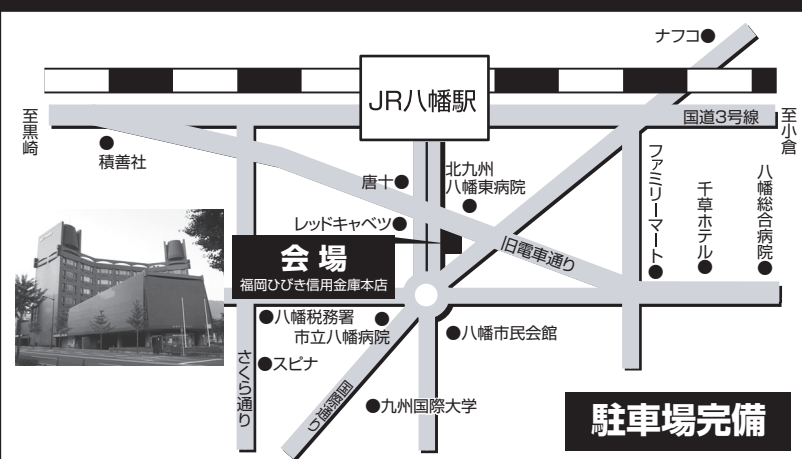 ナフコ
JR八幡駅
至黒崎
国道3号線
至小倉
積善社
唐十
北九州
八幡東病院
ファミリーマート
千草ホテル
八幡総合病院
レッドキャベツ
会場
福岡ひびき信用金庫本店
旧電車通り
八幡税務署
市立八幡病院
八幡市民会館
スピナ
さくら通り
国際通り
九州国際大学
駐車場完備